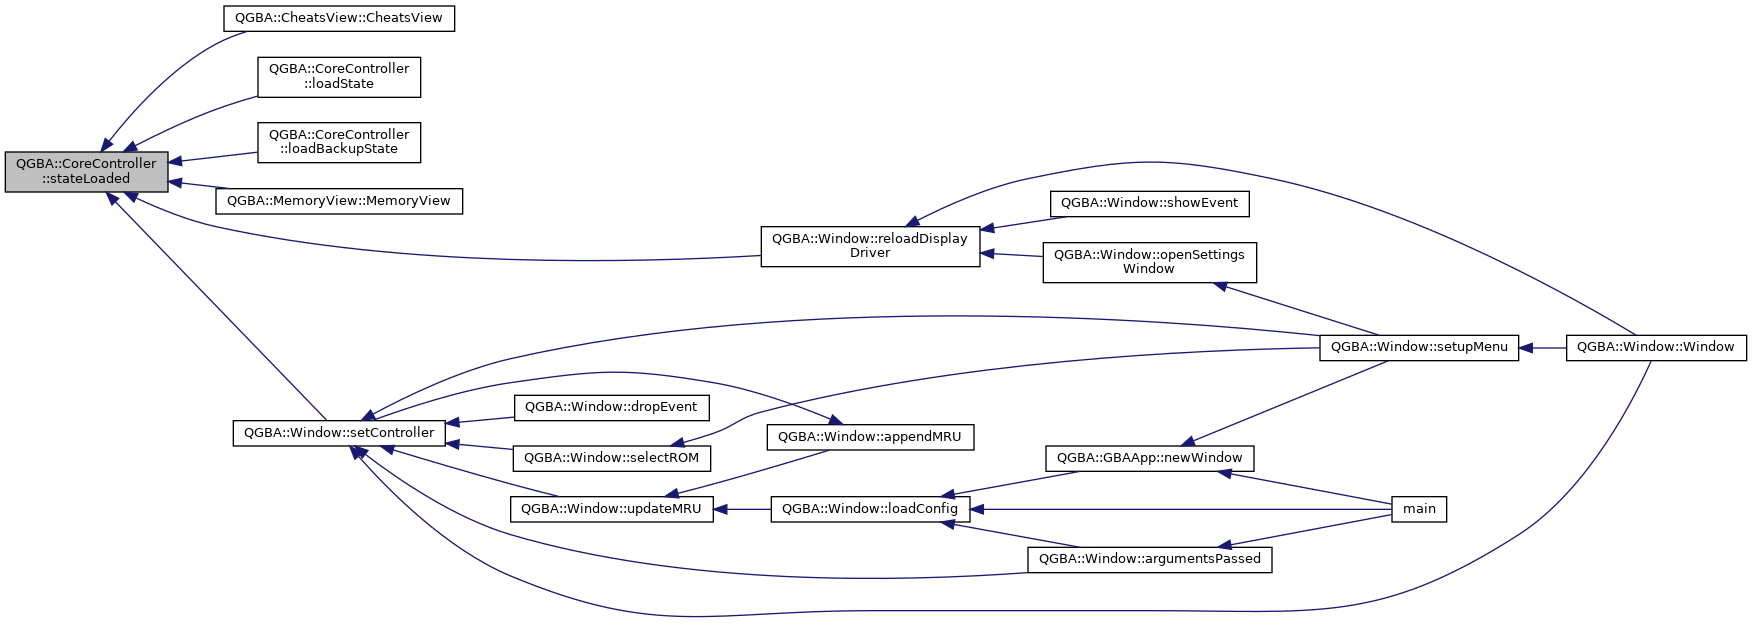 QGBA::CheatsView::CheatsView
QGBA::CoreController
::loadState
QGBA::CoreController
::loadBackupState
QGBA::CoreController
::stateLoaded
QGBA::MemoryView::MemoryView
QGBA::Window::showEvent
QGBA::Window::reloadDisplay
Driver
QGBA::Window::openSettings
Window
QGBA::Window::setupMenu
QGBA::Window::Window
QGBA::Window::dropEvent
QGBA::Window::setController
QGBA::Window::appendMRU
QGBA::Window::selectROM
QGBA::GBAApp::newWindow
QGBA::Window::updateMRU
QGBA::Window::loadConfig
main
QGBA::Window::argumentsPassed